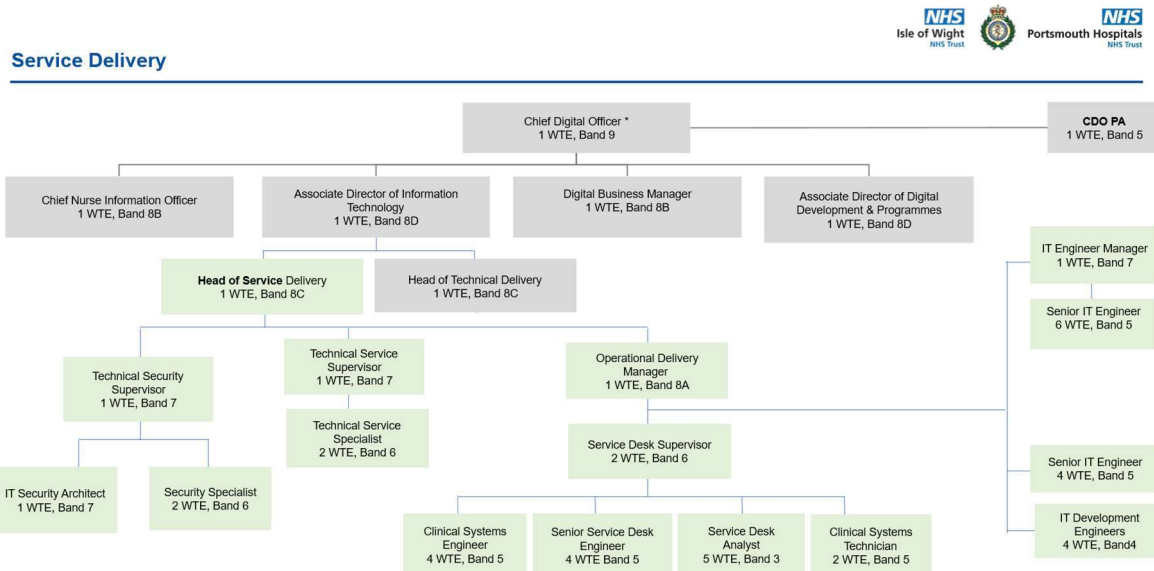 NHS
Isle of Wight
NHS Trust
NHS
Portsmouth Hospitals
NHS Trust
Service Delivery
Chief Digital Officer *
1 WTE, Band 9
CDO PA
1 WTE, Band 5
Chief Nurse Information Officer
1 WTE, Band 8B
Associate Director of Information
Technology
1 WTE, Band 8D
Digital Business Manager
1 WTE, Band 8B
Associate Director of Digital
Development & Programmes
1 WTE, Band 8D
Head of Service Delivery
1 WTE, Band 8C
Head of Technical Delivery
1 WTE, Band 8C
IT Engineer Manager
1 WTE, Band 7
Senior IT Engineer
6 WTE, Band 5
Technical Security
Supervisor
1 WTE, Band 7
Technical Service
Supervisor
1 WTE, Band 7
Operational Delivery
Manager
1 WTE, Band 8A
Technical Service
Specialist
2 WTE, Band 6
Service Desk Supervisor
2 WTE, Band 6
IT Security Architect
1 WTE, Band 7
Security Specialist
2 WTE, Band 6
Senior IT Engineer
4 WTE, Band 5
IT Development
Engineers
4 WTE, Band4
Clinical Systems
Engineer
4 WTE, Band 5
Senior Service Desk
Engineer
4 WTE Band 5
Service Desk
Analyst
5 WTE, Band 3
Clinical Systems
Technician
2 WTE, Band 5